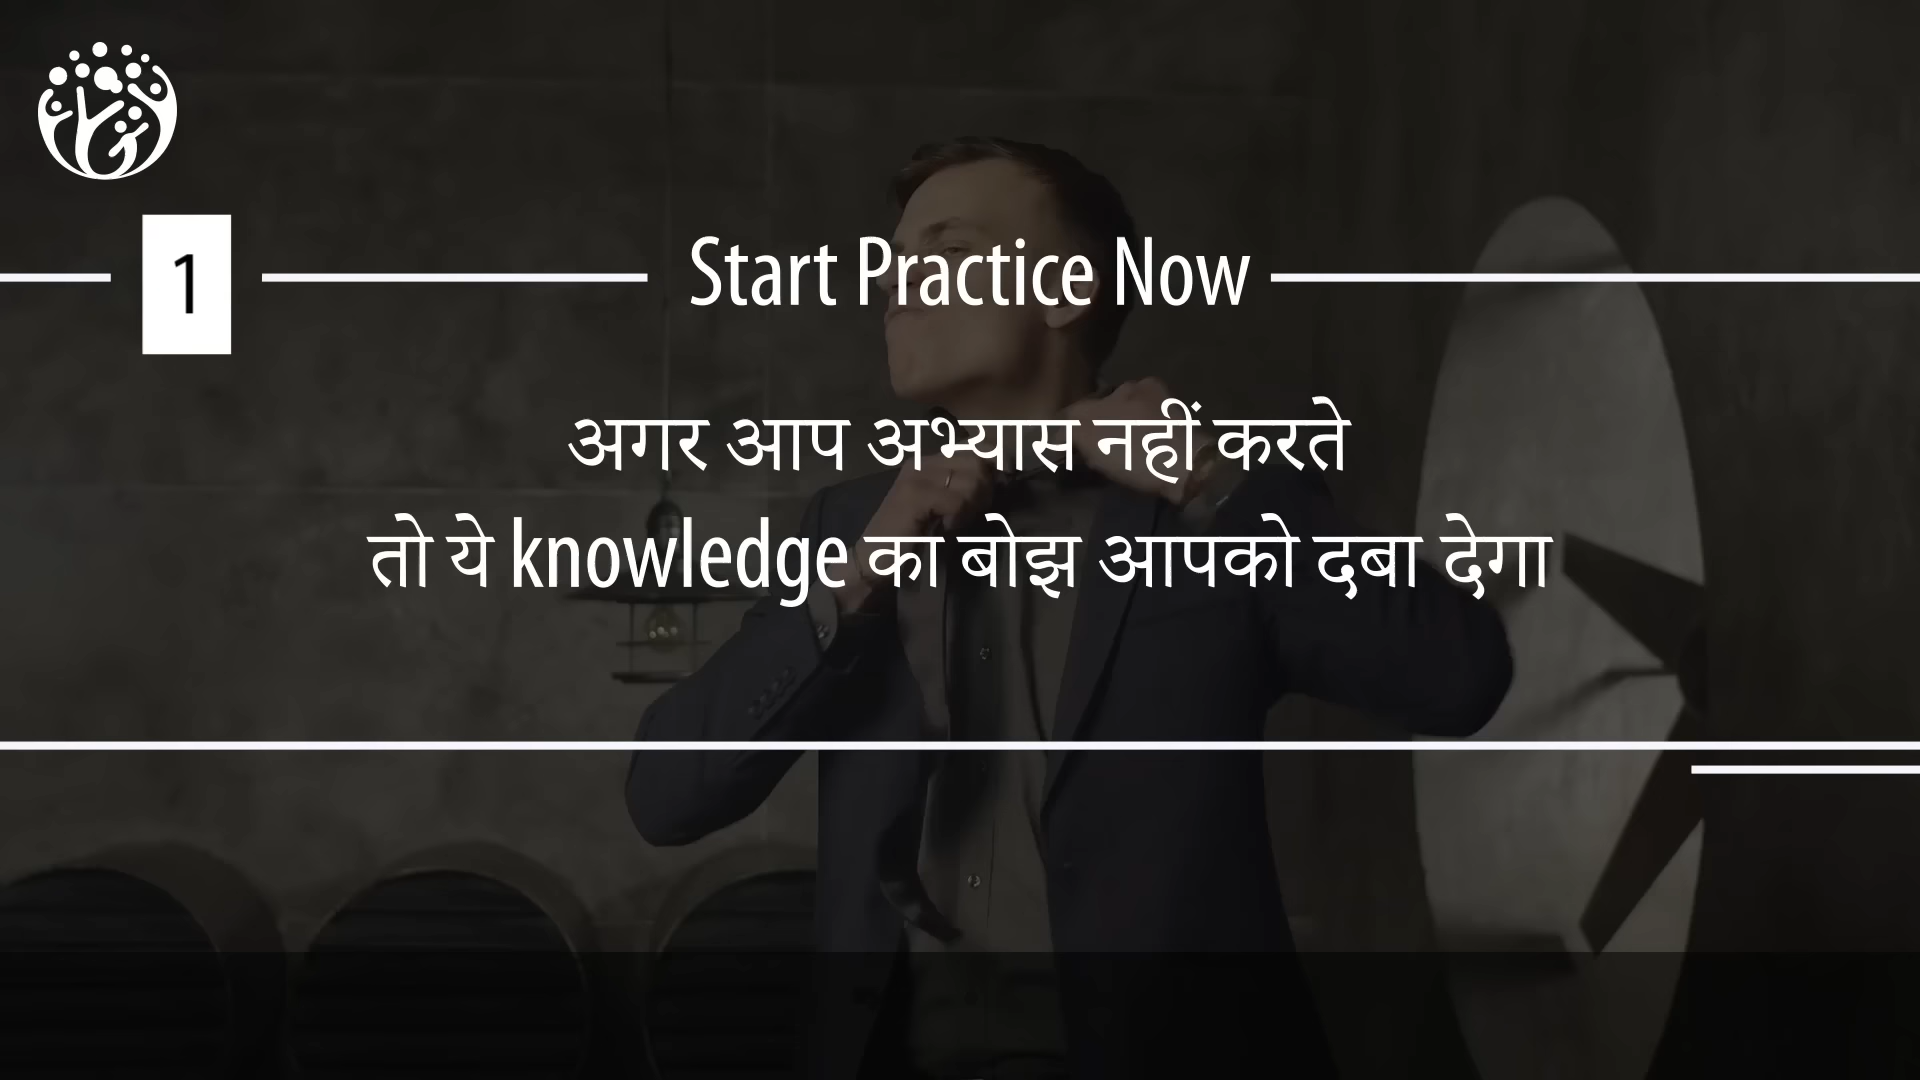 1
Start Practice Now
अगर आप अभ्यास नहीं करते
तो ये knowledge का बोझ आपको दबा देगा